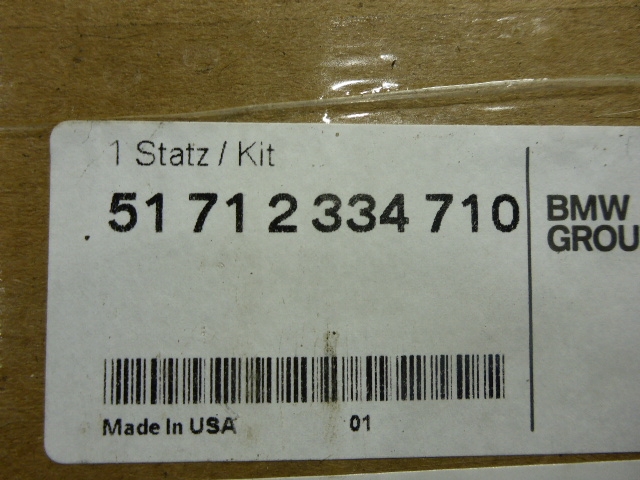 1 Statz / Kit
51 71 2 334 710
BMW
GROU
Made In USA
01